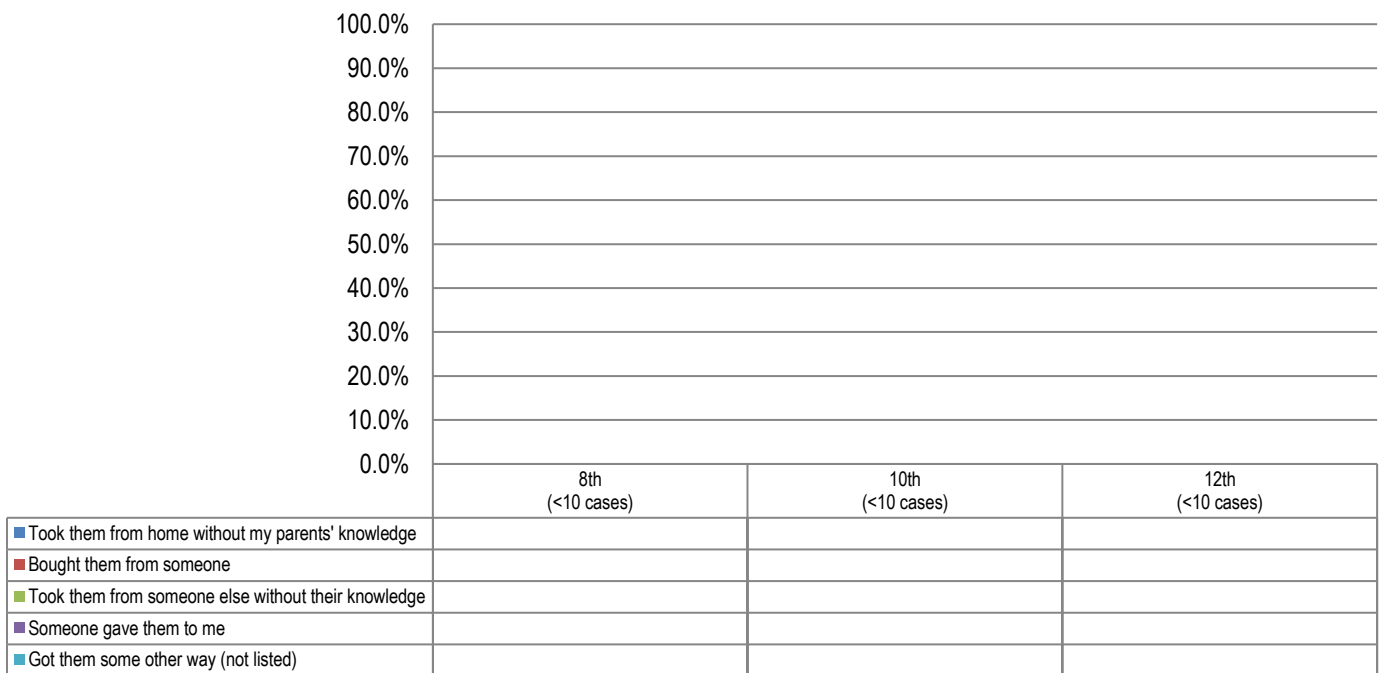 100.0%
90.0%
80.0%
70.0%
60.0%
50.0%
40.0%
30.0%
20.0%
10.0%
0.0%
8th 10th 12th
(<10 cases) (<10 cases) (<10 cases)
Took them from home without my parents' knowledge
Bought them from someone
Took them from someone else without their knowledge
Someone gave them to me
Got them some other way (not listed)